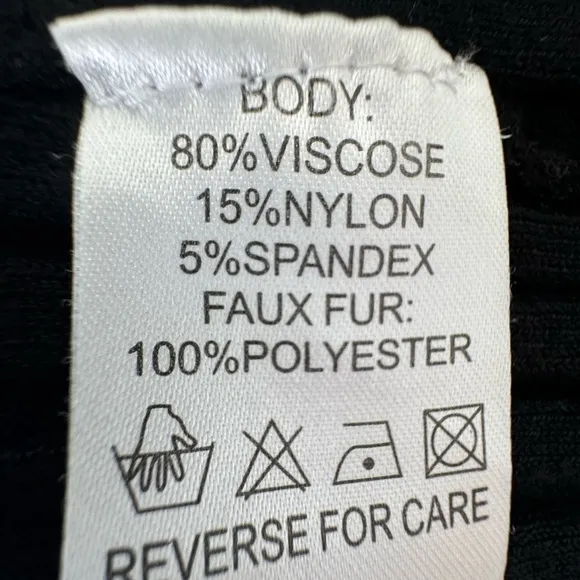 BODY:
80%VISCOSE
15%NYLON
5%SPANDEX
FAUX FUR:
100%POLYESTER
REVERSE FOR CARE